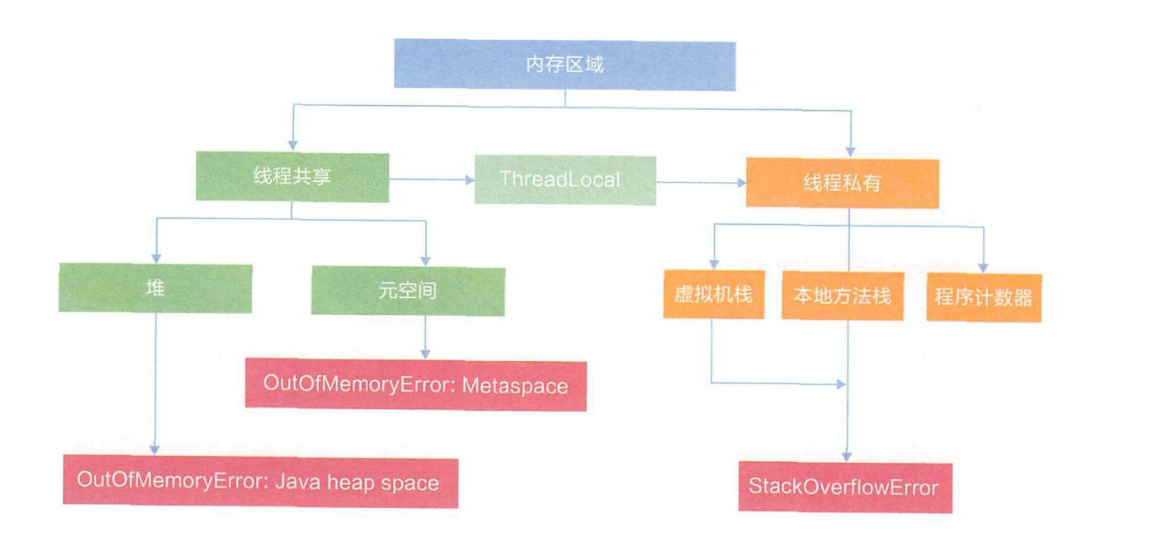 内存区域
线程共享
ThreadLocal
线程私有
堆
元空间
虚拟机栈
本地方法栈
程序计数器
OutOfMemoryError: Metaspace
OutOfMemoryError: Java heap space
StackOverflowError